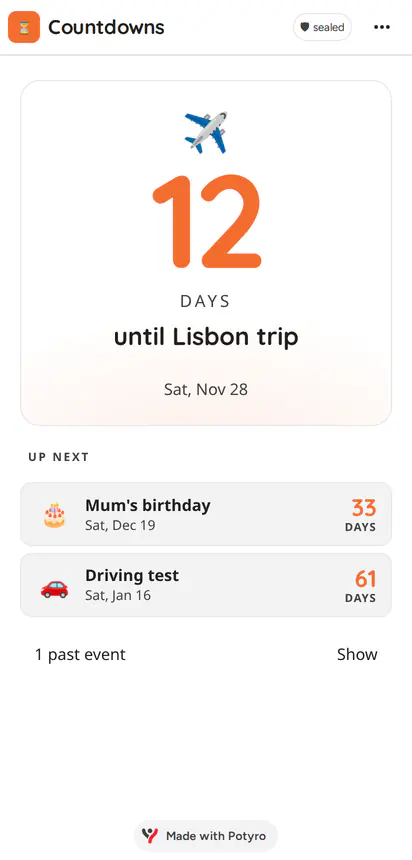 Countdowns
sealed
12
DAYS
until Lisbon trip
Sat, Nov 28
UP NEXT
Mum's birthday
Sat, Dec 19
33
DAYS
Driving test
Sat, Jan 16
61
DAYS
1 past event
Show
Made with Potyro